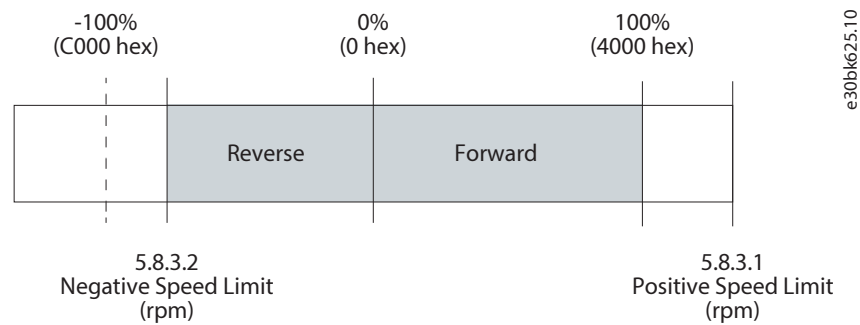 -100%
(C000 hex)
0%
(0 hex)
100%
(4000 hex)
e30bk625.10
Reverse
Forward
5.8.3.2
Negative Speed Limit
(rpm)
5.8.3.1
Positive Speed Limit
(rpm)